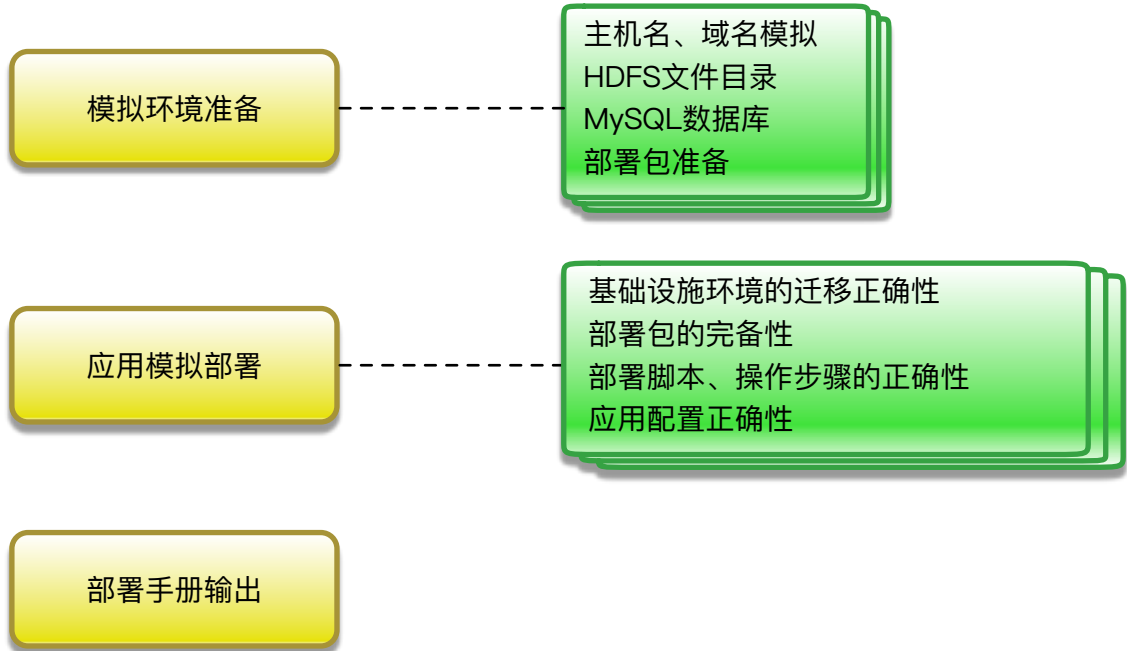 模拟环境准备
主机名、域名模拟
HDFS文件目录
MySQL数据库
部署包准备
应用模拟部署
基础设施环境的迁移正确性
部署包的完备性
部署脚本、操作步骤的正确性
应用配置正确性
部署手册输出